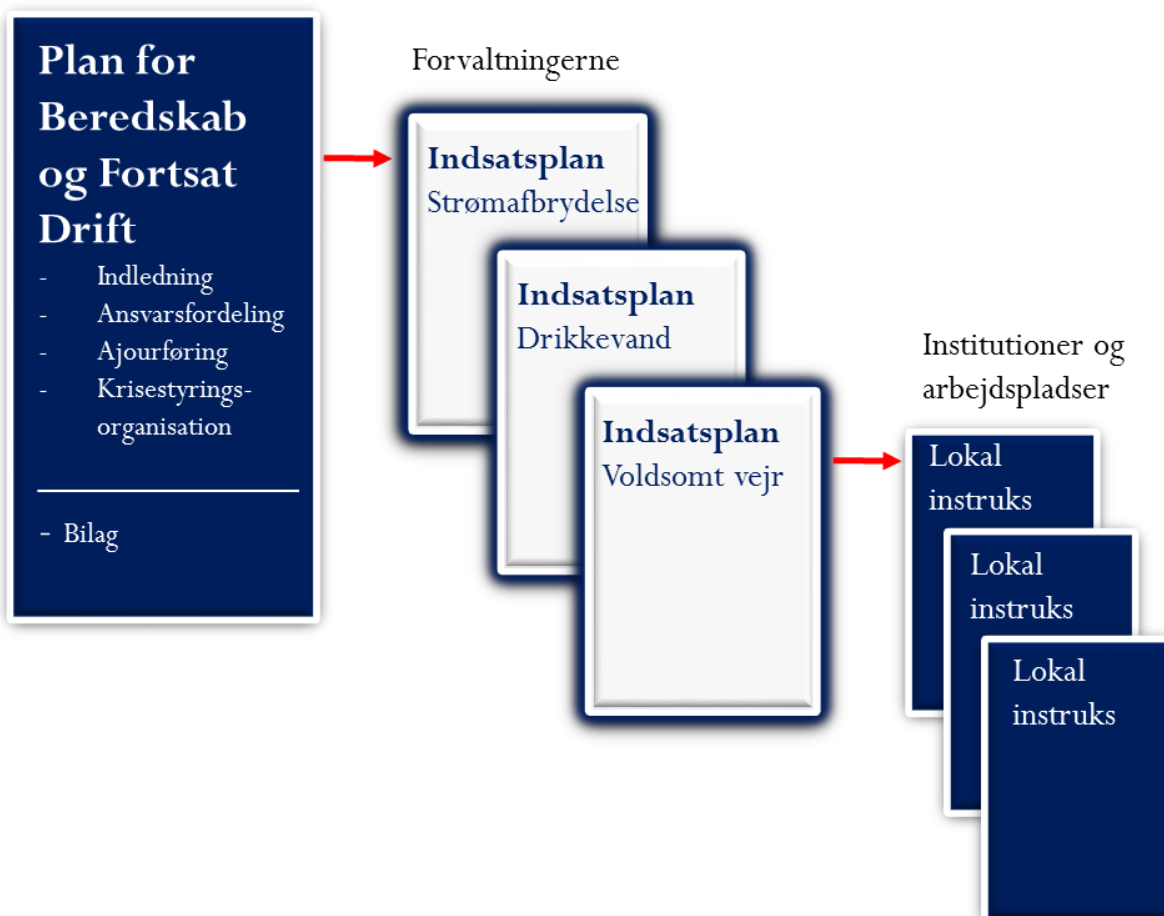 Plan for
Beredskab
og Fortsat
Drift
- Indledning
- Ansvarsfordeling
- Ajourføring
- Krisestyrings-
organisation
- Bilag
Forvaltningerne
Indsatsplan
Strømafbrydelse
Indsatsplan
Drikkevand
Indsatsplan
Voldsomt vejr
Institutioner og
arbejdspladser
Lokal
instruks
Lokal
instruks
Lokal
instruks